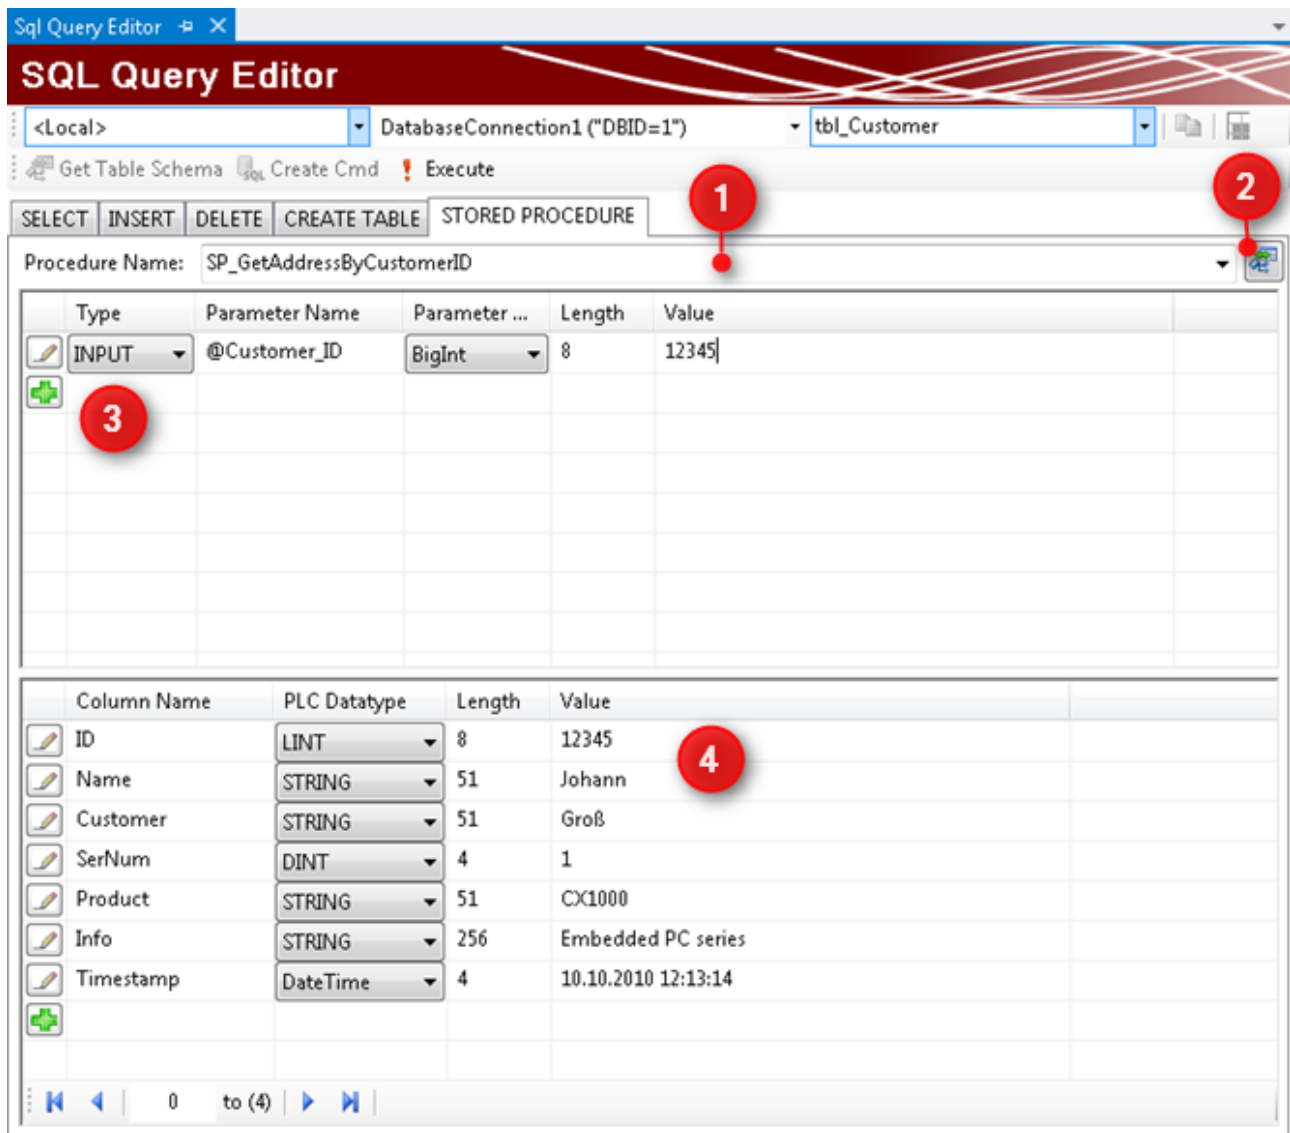 Sql Query Editor
SQL Query Editor
<Local> DatabaseConnection1 ("DBID=1") tbl_Customer
Get Table Schema SQL Create Cmd ! Execute
1 2
SELECT INSERT DELETE CREATE TABLE STORED PROCEDURE
Procedure Name: SP_GetAddressByCustomerID
Type Parameter Name Parameter ... Length Value
INPUT @Customer_ID BigInt 8 12345
3
Column Name PLC Datatype Length Value
ID LINT 8 12345
4
Name STRING 51 Johann
Customer STRING 51 Groß
SerNum DINT 4 1
Product STRING 51 CX1000
Info STRING 256 Embedded PC series
Timestamp DateTime 4 10.10.2010 12:13:14
0 to (4)